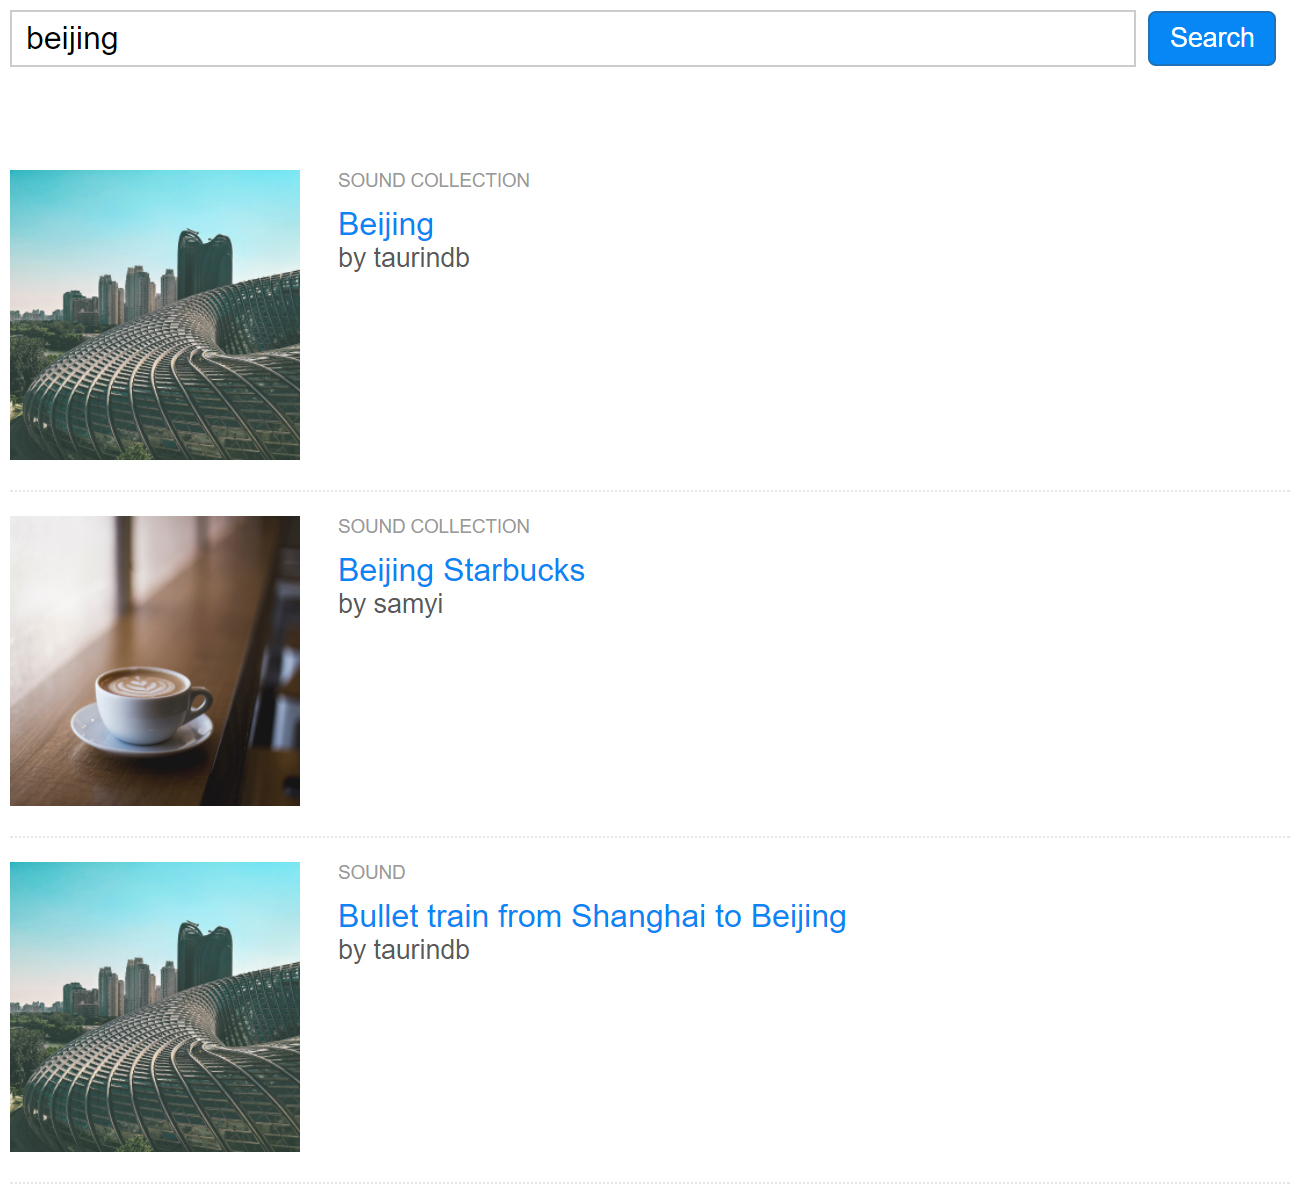 beijing
Search
SOUND COLLECTION
Beijing
by taurindb
SOUND COLLECTION
Beijing Starbucks
by samyi
SOUND
Bullet train from Shanghai to Beijing
by taurindb